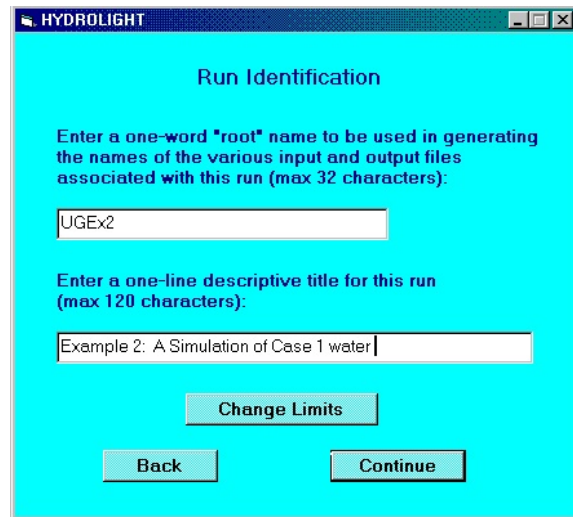 HYDROLIGHT
Run Identification
Enter a one-word "root" name to be used in generating
the names of the various input and output files
associated with this run (max 32 characters):
UGEx2
Enter a one-line descriptive title for this run
(max 120 characters):
Example 2:  A Simulation of Case 1 water
Change Limits
Back
Continue